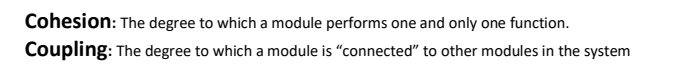 Cohesion: The degree to which a module performs one and only one function.
Coupling: The degree to which a module is “connected” to other modules in the system